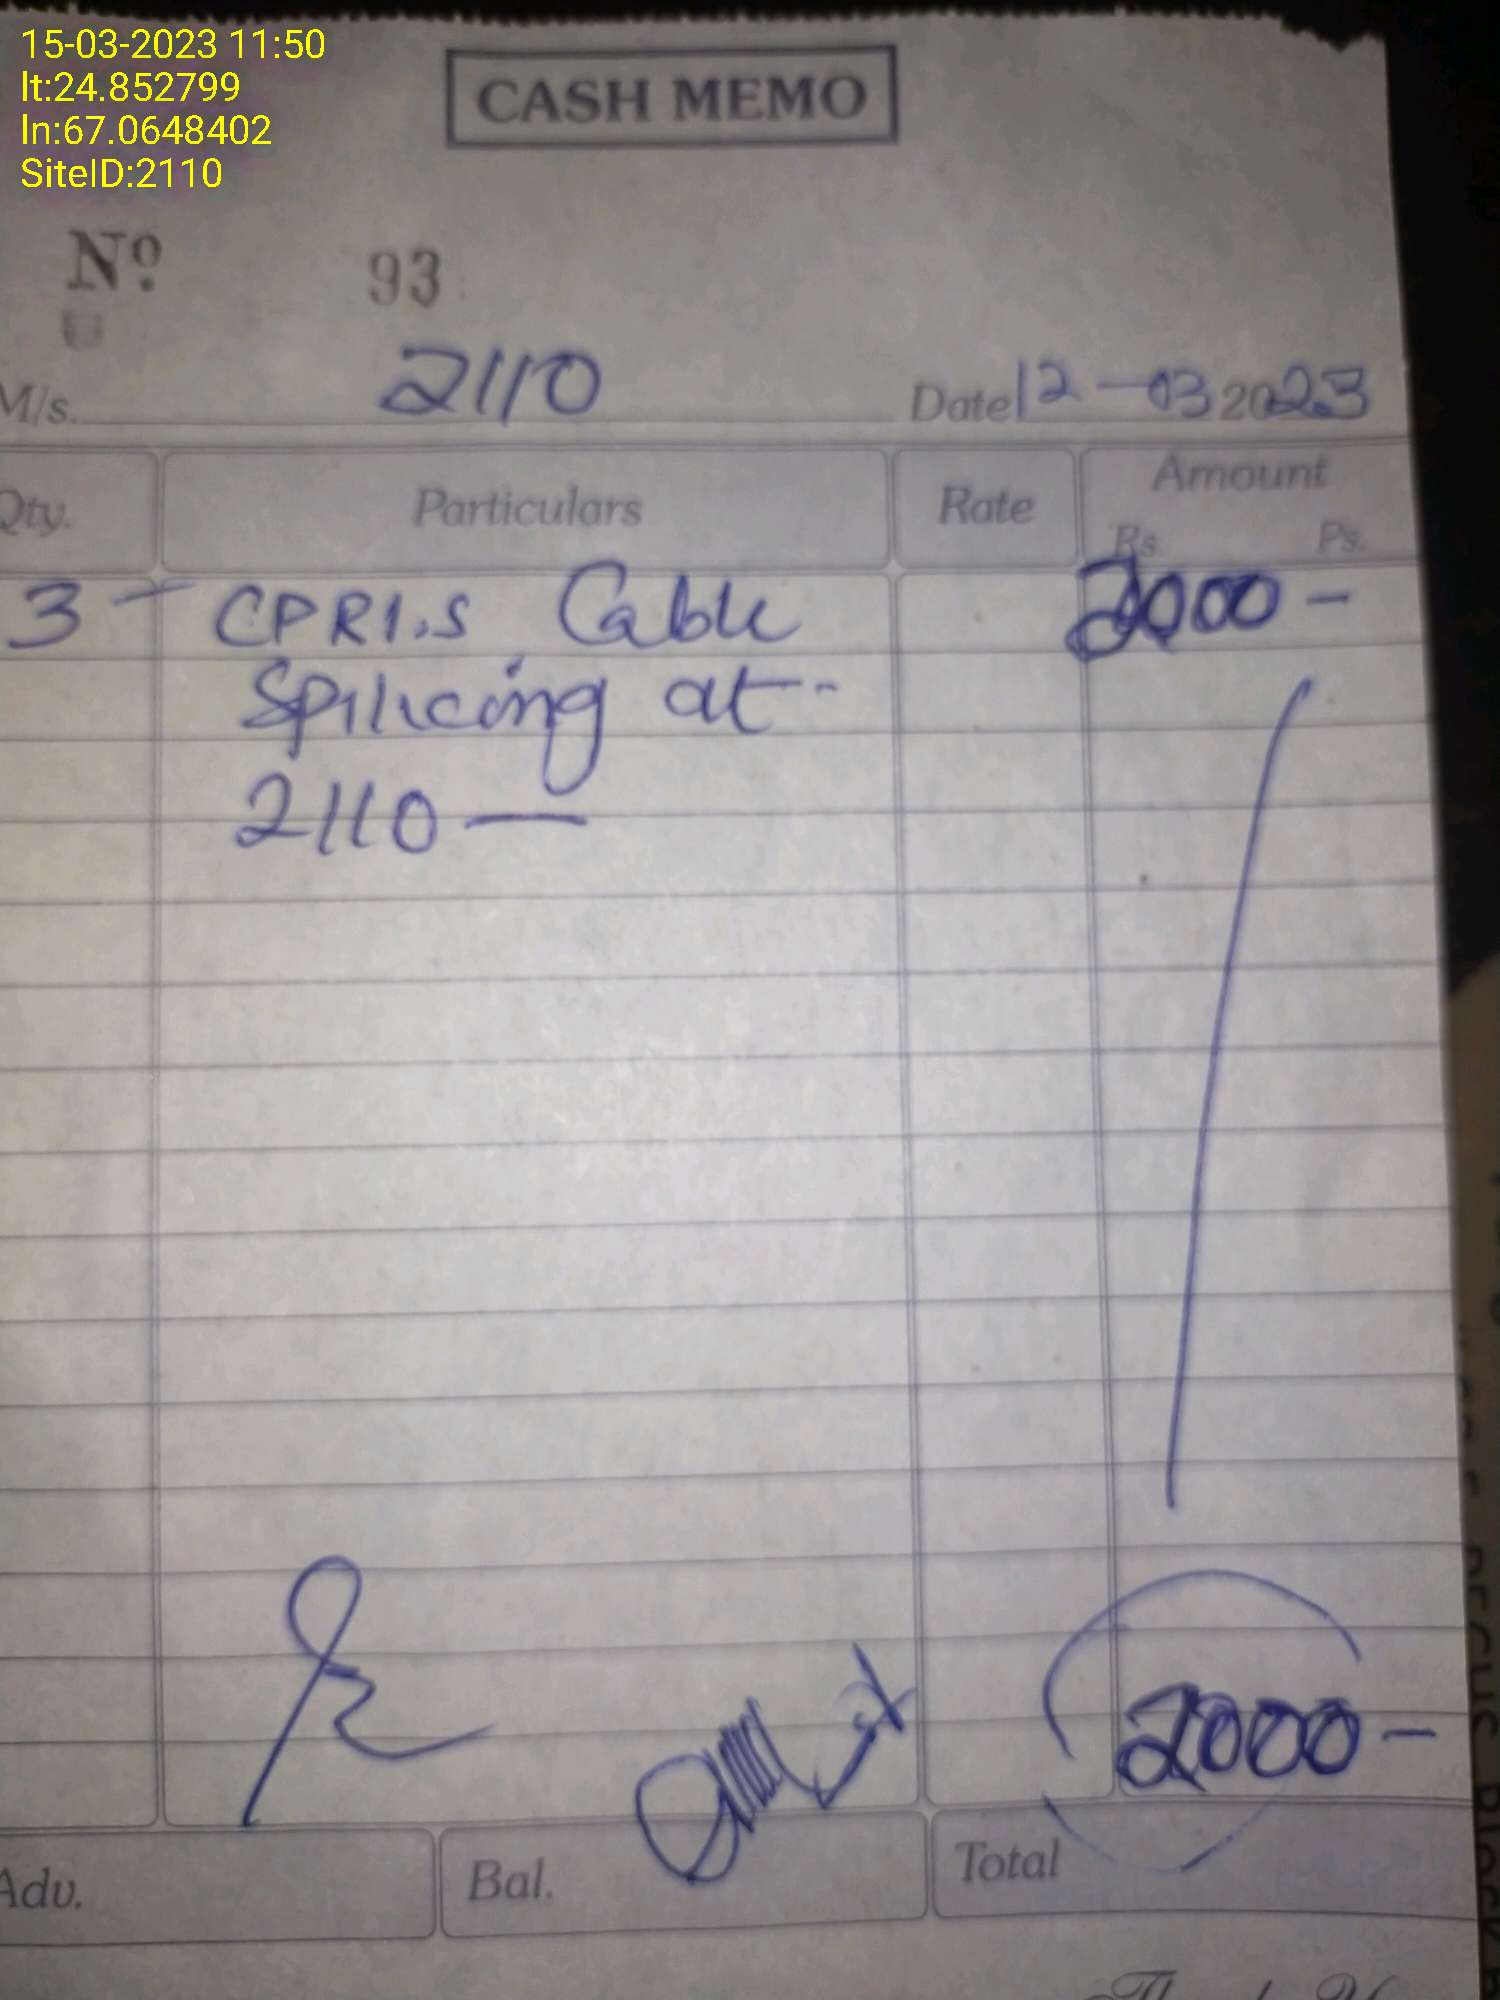 15-03-2023 11:50
lt:24.852799
ln:67.0648402
SiteID:2110
CASH MEMO
Nº 93
M/s. 2110 Date 12-03 2023
Qty. Particulars Rate Amount
Rs. Ps.
3 - CPRI.S Cable 2000 -
Spilicing at --
2110 —
2000 -
Adv. Bal. Total